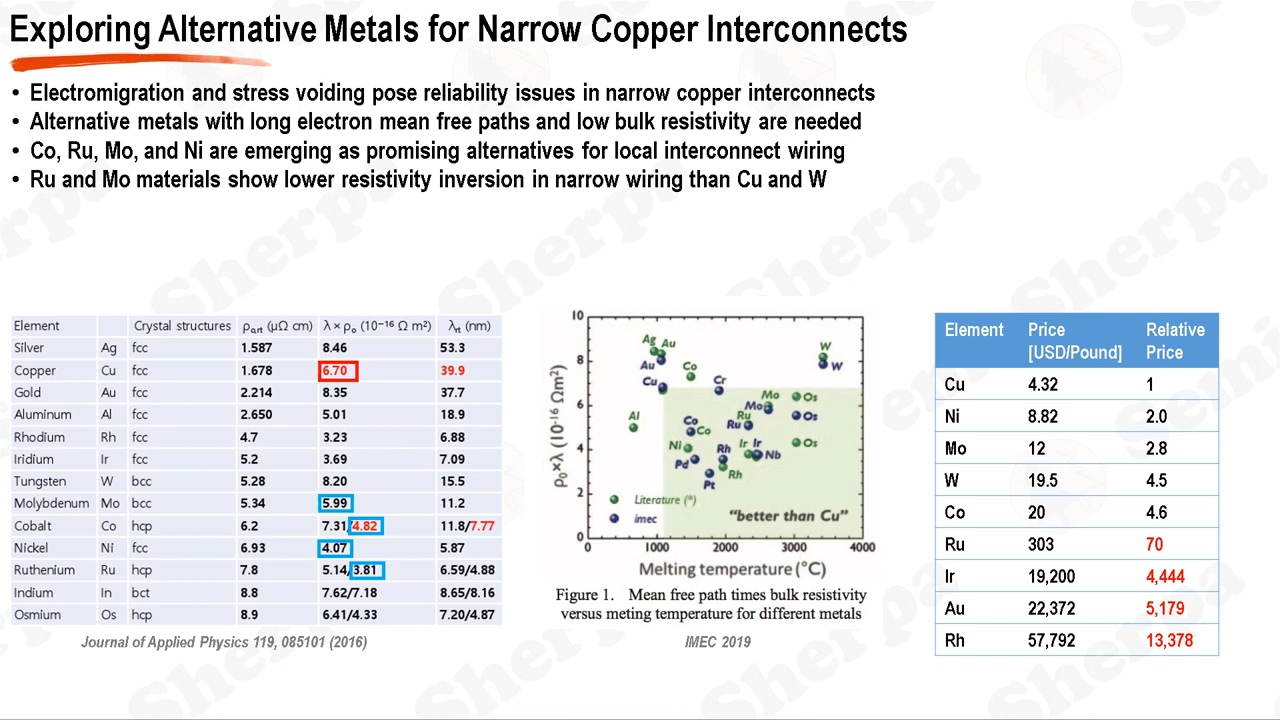 Exploring Alternative Metals for Narrow Copper Interconnects
• Electromigration and stress voiding pose reliability issues in narrow copper interconnects
• Alternative metals with long electron mean free paths and low bulk resistivity are needed
• Co, Ru, Mo, and Ni are emerging as promising alternatives for local interconnect wiring
• Ru and Mo materials show lower resistivity inversion in narrow wiring than Cu and W
Element Crystal structures ρ₀,rt (μΩ cm) λ × ρ₀ (10⁻¹⁶ Ω m²) λrt (nm)
Silver Ag fcc 1.587 8.46 53.3
Copper Cu fcc 1.678 6.70 39.9
Gold Au fcc 2.214 8.35 37.7
Aluminum Al fcc 2.650 5.01 18.9
Rhodium Rh fcc 4.7 3.23 6.88
Iridium Ir fcc 5.2 3.69 7.09
Tungsten W bcc 5.28 8.20 15.5
Molybdenum Mo bcc 5.34 5.99 11.2
Cobalt Co hcp 6.2 7.31/4.82 11.8/7.77
Nickel Ni fcc 6.93 4.07 5.87
Ruthenium Ru hcp 7.8 5.14/3.81 6.59/4.88
Indium In bct 8.8 7.62/7.18 8.65/8.16
Osmium Os hcp 8.9 6.41/4.33 7.20/4.87
Journal of Applied Physics 119, 085101 (2016)
ρ₀×λ (10⁻¹⁶ Ωm²)
10
8
6
4
2
0
Ag Au
Au
Cu
Co
Cr
W
W
Al
Mo
Mo
Os
Os
Ru
Ru
Co
Co
Ni
Pd
Rh
Rh
Pt
Ir Ir
Nb
Os
Literature (*)
imec
"better than Cu"
0 1000 2000 3000 4000
Melting temperature (°C)
Figure 1. Mean free path times bulk resistivity
versus meting temperature for different metals
IMEC 2019
Element Price [USD/Pound] Relative Price
Cu 4.32 1
Ni 8.82 2.0
Mo 12 2.8
W 19.5 4.5
Co 20 4.6
Ru 303 70
Ir 19,200 4,444
Au 22,372 5,179
Rh 57,792 13,378
Sherpa
Sherpa
Sherpa
Sherpa